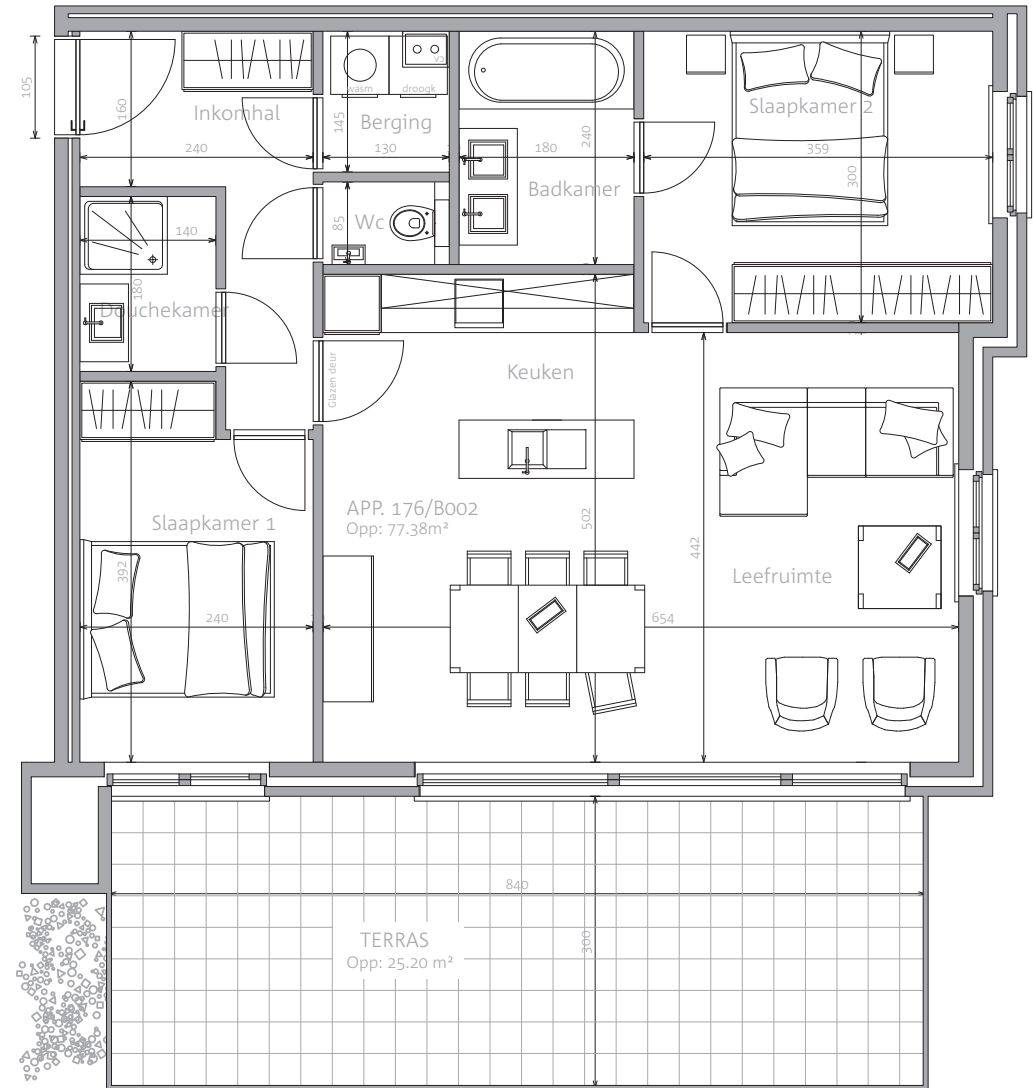 105
160
Inkomhal
240
wasm
droogk
VC
145
Berging
130
240
180
Badkamer
Slaapkamer 2
359
300
85
Wc
140
180
Douchekamer
Glazen deur
Keuken
APP. 176/B002
Opp: 77.38m²
502
442
Slaapkamer 1
392
240
Leefruimte
654
840
TERRAS
Opp: 25.20 m²
300